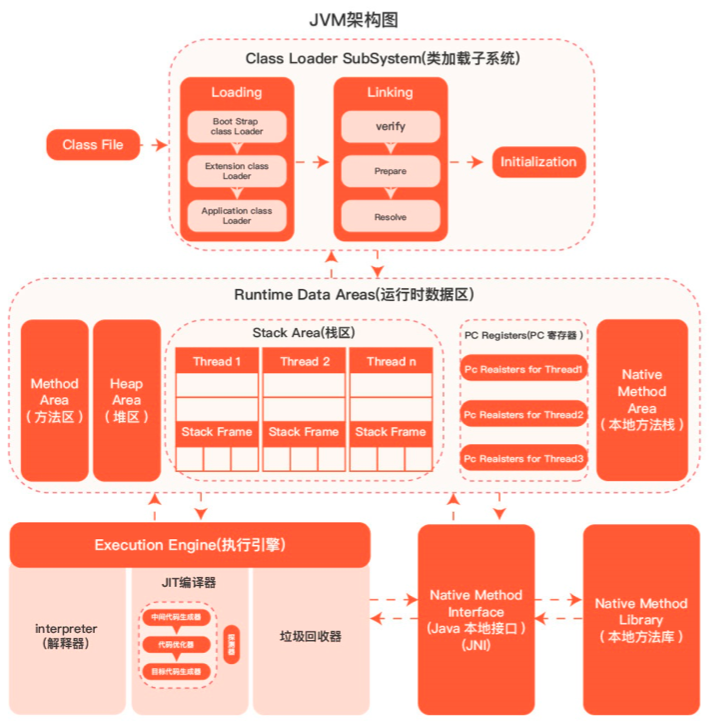 JVM架构图
Class Loader SubSystem(类加载子系统)
Class File
Loading
Boot Strap
class Loader
Extension class
Loader
Application class
Loader
Linking
verify
Prepare
Resolve
Initialization
Runtime Data Areas(运行时数据区)
Method
Area
(方法区)
Heap
Area
(堆区)
Stack Area(栈区)
Thread 1
Thread 2
Thread n
Stack Frame
Stack Frame
Stack Frame
PC Registers(PC 寄存器)
Pc Reaisters for Thread1
Pc Reaisters for Thread2
Pc Reaisters for Thread3
Native
Method
Area
(本地方法栈)
Execution Engine(执行引擎)
interpreter
(解释器)
JIT编译器
中间代码生成器
代码优化器
目标代码生成器
探测器
垃圾回收器
Native Method
Interface
(Java 本地接口)
(JNI)
Native Method
Library
(本地方法库)